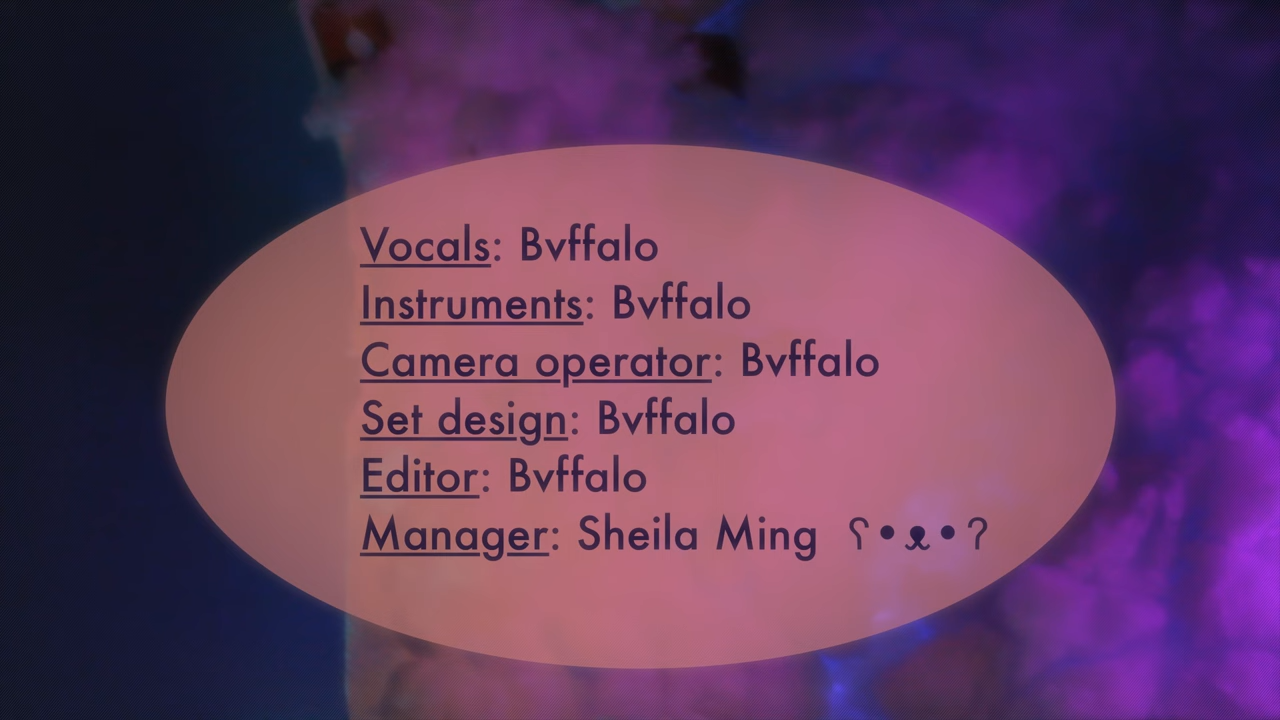 Vocals: Bvffalo
Instruments: Bvffalo
Camera operator: Bvffalo
Set design: Bvffalo
Editor: Bvffalo
Manager: Sheila Ming ʕ•ᴥ•ʔ